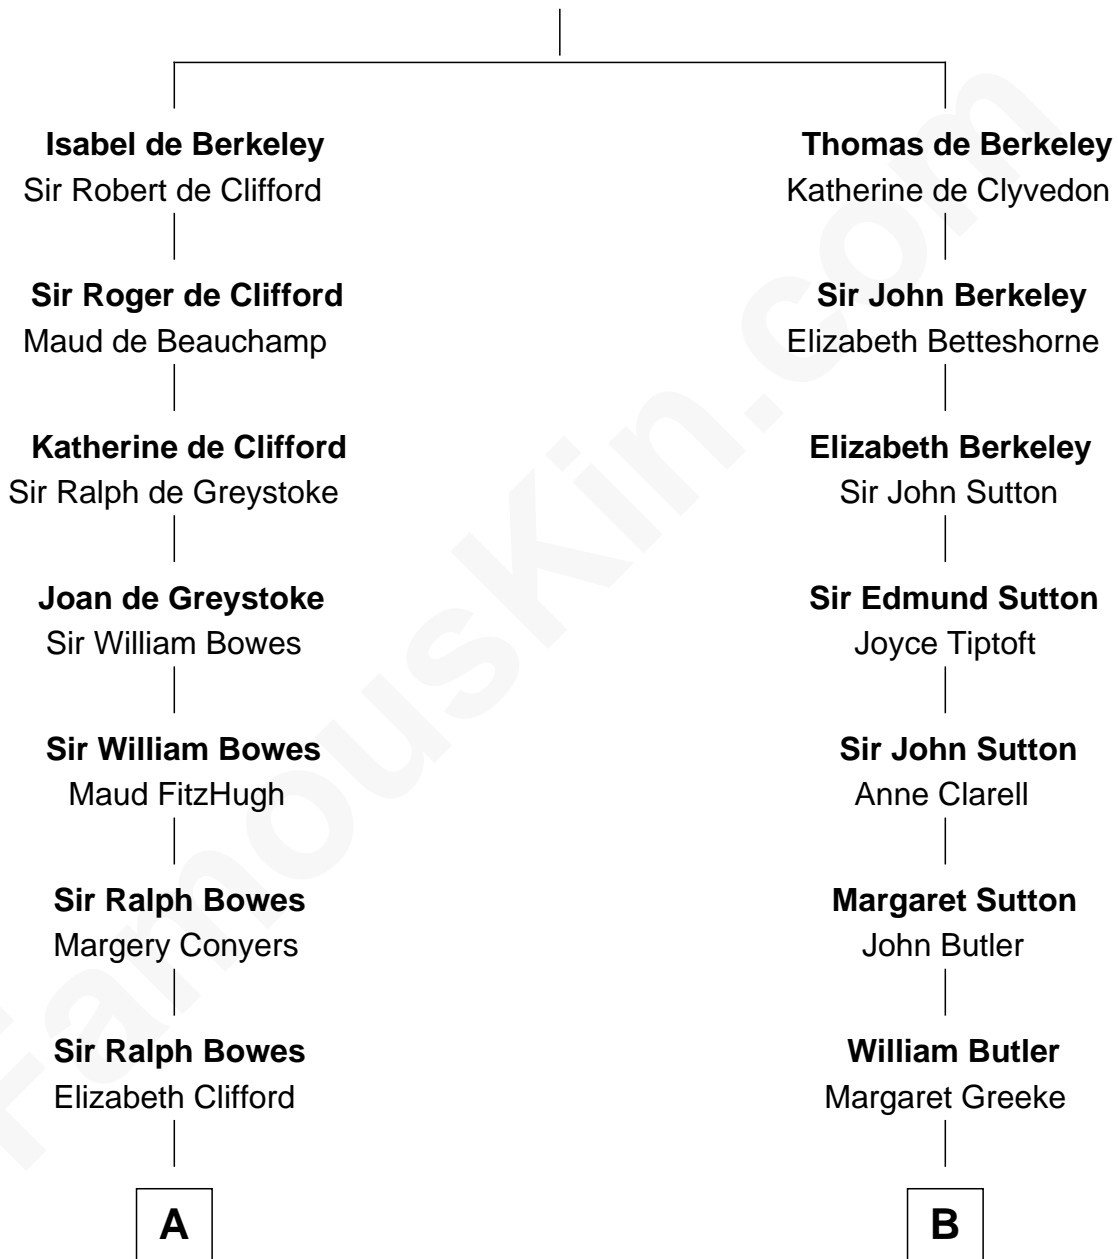 Isabel de Berkeley
Sir Robert de Clifford
Sir Roger de Clifford
Maud de Beauchamp
Katherine de Clifford
Sir Ralph de Greystoke
Joan de Greystoke
Sir William Bowes
Sir William Bowes
Maud FitzHugh
Sir Ralph Bowes
Margery Conyers
Sir Ralph Bowes
Elizabeth Clifford
A
Thomas de Berkeley
Katherine de Clyvedon
Sir John Berkeley
Elizabeth Betteshorne
Elizabeth Berkeley
Sir John Sutton
Sir Edmund Sutton
Joyce Tiptoft
Sir John Sutton
Anne Clarell
Margaret Sutton
John Butler
William Butler
Margaret Greeke
B
FamousKin.com